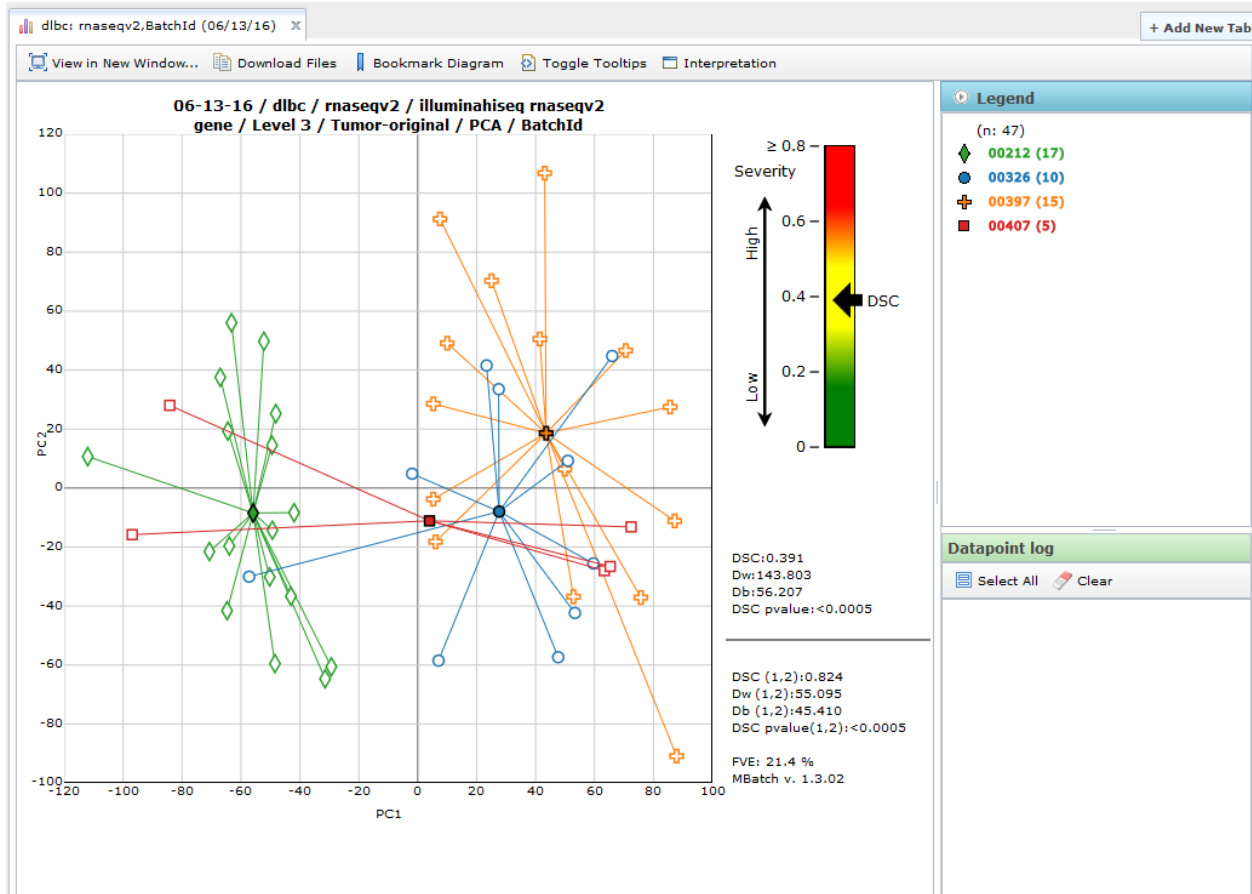 dlbc: rnaseqv2,BatchId (06/13/16) x
+ Add New Tab
View in New Window... Download Files Bookmark Diagram Toggle Tooltips Interpretation
06-13-16 / dlbc / rnaseqv2 / illuminahiseq rnaseqv2
gene / Level 3 / Tumor-original / PCA / BatchId
120
100
80
60
40
20
0
-20
-40
-60
-80
-100
PC2
-120 -100 -80 -60 -40 -20 0 20 40 60 80 100
PC1
≥ 0.8
Severity
0.6
High
0.4
DSC
0.2
Low
0
DSC:0.391
Dw:143.803
Db:56.207
DSC pvalue:<0.0005
DSC (1,2):0.824
Dw (1,2):55.095
Db (1,2):45.410
DSC pvalue(1,2):<0.0005
FVE: 21.4 %
MBatch v. 1.3.02
Legend
(n: 47)
00212 (17)
00326 (10)
00397 (15)
00407 (5)
Datapoint log
Select All Clear